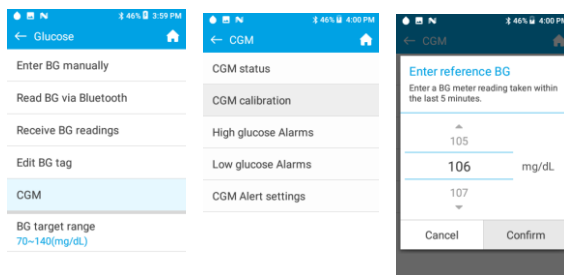 46% 3:59 PM
← Glucose
Enter BG manually
Read BG via Bluetooth
Receive BG readings
Edit BG tag
CGM
BG target range
70~140(mg/dL)
46% 4:00 PM
← CGM
CGM status
CGM calibration
High glucose Alarms
Low glucose Alarms
CGM Alert settings
46% 4:00 PM
← CGM
Enter reference BG
Enter a BG meter reading taken within
the last 5 minutes.
105
106 mg/dL
107
Cancel Confirm